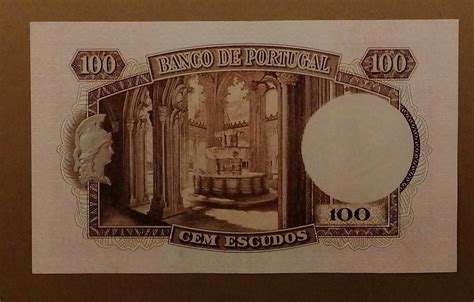 100 BANCO DE PORTUGAL 100
100
CEM ESCUDOS